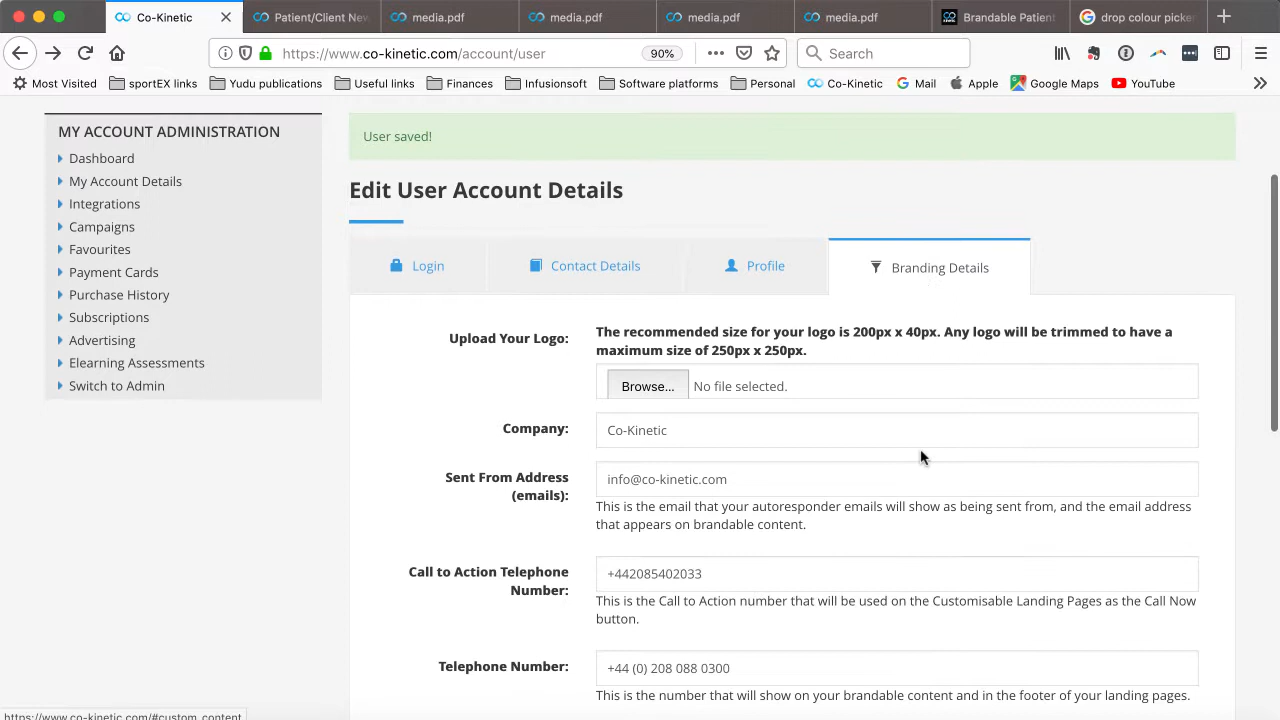 Co-Kinetic
Patient/Client New
media.pdf
media.pdf
media.pdf
media.pdf
Brandable Patient
drop colour picker
https://www.co-kinetic.com/account/user
90%
Search
Most Visited
sportEX links
Yudu publications
Useful links
Finances
Infusionsoft
Software platforms
Personal
Co-Kinetic
Mail
Apple
Google Maps
YouTube
MY ACCOUNT ADMINISTRATION
Dashboard
My Account Details
Integrations
Campaigns
Favourites
Payment Cards
Purchase History
Subscriptions
Advertising
Elearning Assessments
Switch to Admin
User saved!
Edit User Account Details
Login
Contact Details
Profile
Branding Details
Upload Your Logo:
The recommended size for your logo is 200px x 40px. Any logo will be trimmed to have a
maximum size of 250px x 250px.
Browse... No file selected.
Company:
Co-Kinetic
Sent From Address
(emails):
info@co-kinetic.com
This is the email that your autoresponder emails will show as being sent from, and the email address
that appears on brandable content.
Call to Action Telephone
Number:
+442085402033
This is the Call to Action number that will be used on the Customisable Landing Pages as the Call Now
button.
Telephone Number:
+44 (0) 208 088 0300
This is the number that will show on your brandable content and in the footer of your landing pages.
https://www.co-kinetic.com/#custom_content